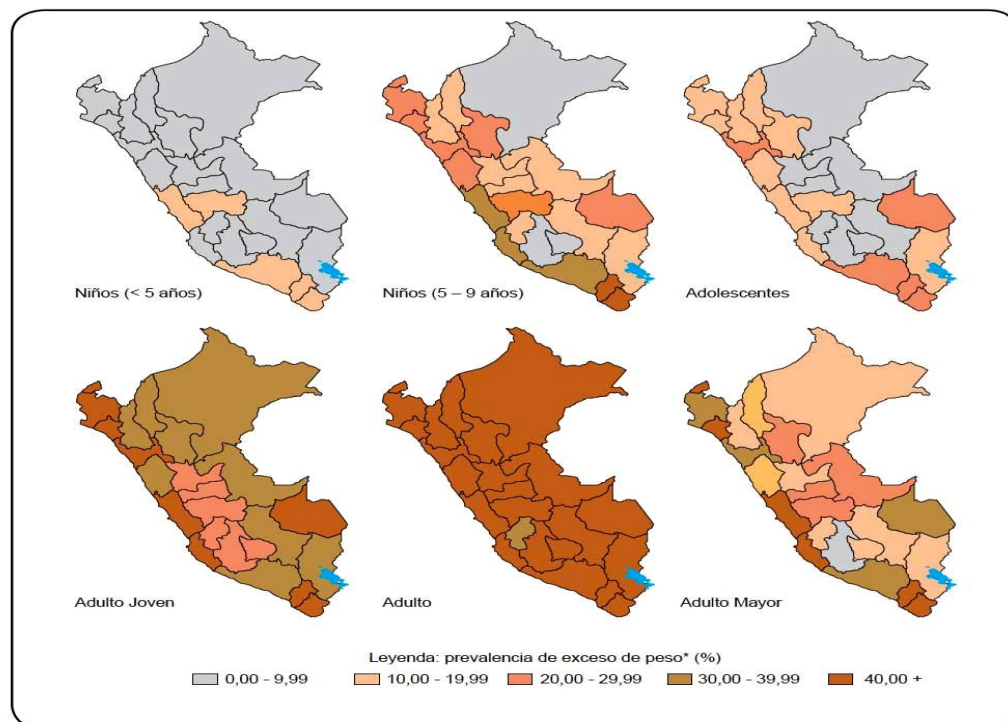 Niños (< 5 años)
Niños (5 – 9 años)
Adolescentes
Adulto Joven
Adulto
Adulto Mayor
Leyenda: prevalencia de exceso de peso* (%)
0,00 - 9,99
10,00 - 19,99
20,00 - 29,99
30,00 - 39,99
40,00 +